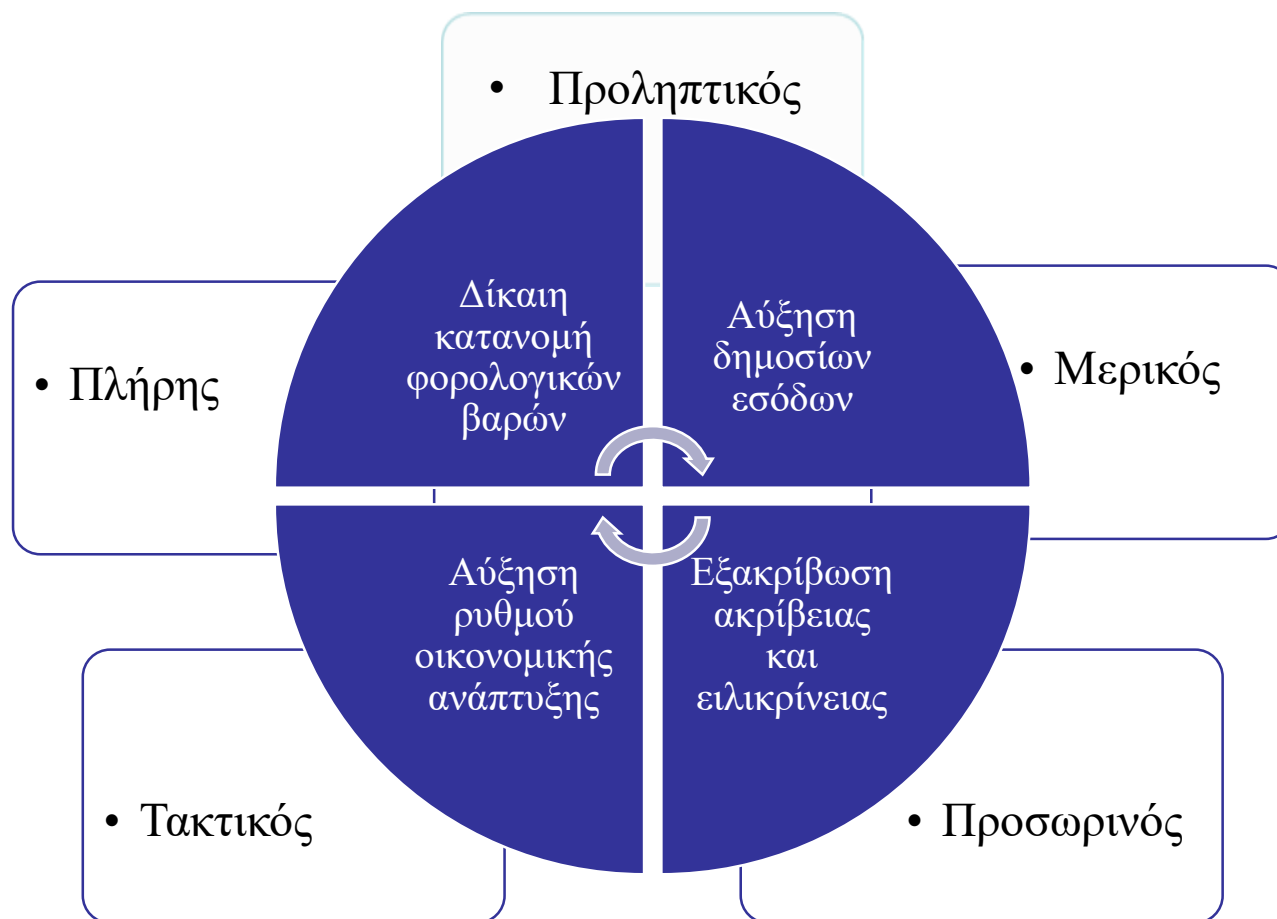 • Προληπτικός
Δίκαιη
κατανομή
φορολογικών
βαρών
Αύξηση
δημοσίων
εσόδων
• Πλήρης
• Μερικός
Αύξηση
ρυθμού
οικονομικής
ανάπτυξης
Εξακρίβωση
ακρίβειας
και
ειλικρίνειας
• Τακτικός
• Προσωρινός